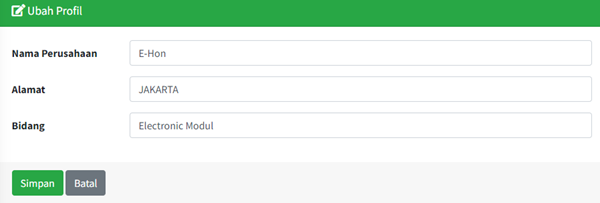 Ubah Profil
Nama Perusahaan E-Hon
Alamat JAKARTA
Bidang Electronic Modul
Simpan Batal